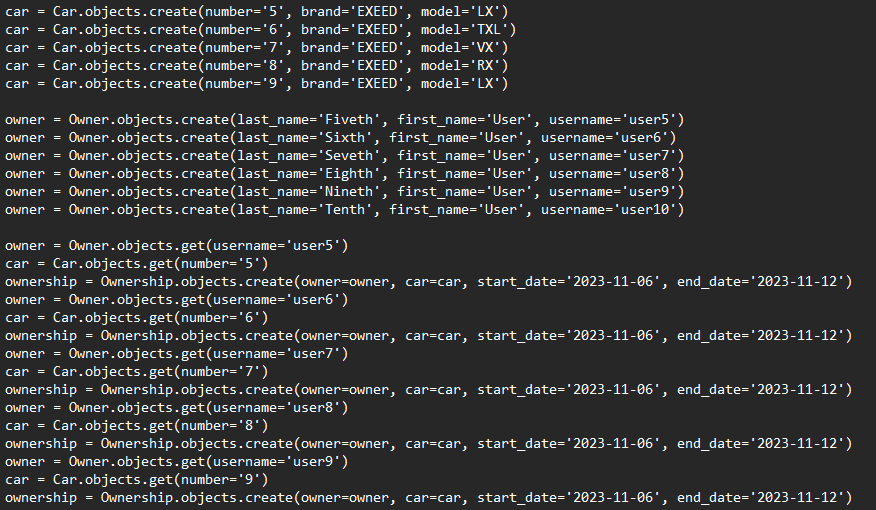 car = Car.objects.create(number='5', brand='EXEED', model='LX')
car = Car.objects.create(number='6', brand='EXEED', model='TXL')
car = Car.objects.create(number='7', brand='EXEED', model='VX')
car = Car.objects.create(number='8', brand='EXEED', model='RX')
car = Car.objects.create(number='9', brand='EXEED', model='LX')
owner = Owner.objects.create(last_name='Fiveth', first_name='User', username='user5')
owner = Owner.objects.create(last_name='Sixth', first_name='User', username='user6')
owner = Owner.objects.create(last_name='Seveth', first_name='User', username='user7')
owner = Owner.objects.create(last_name='Eighth', first_name='User', username='user8')
owner = Owner.objects.create(last_name='Nineth', first_name='User', username='user9')
owner = Owner.objects.create(last_name='Tenth', first_name='User', username='user10')
owner = Owner.objects.get(username='user5')
car = Car.objects.get(number='5')
ownership = Ownership.objects.create(owner=owner, car=car, start_date='2023-11-06', end_date='2023-11-12')
owner = Owner.objects.get(username='user6')
car = Car.objects.get(number='6')
ownership = Ownership.objects.create(owner=owner, car=car, start_date='2023-11-06', end_date='2023-11-12')
owner = Owner.objects.get(username='user7')
car = Car.objects.get(number='7')
ownership = Ownership.objects.create(owner=owner, car=car, start_date='2023-11-06', end_date='2023-11-12')
owner = Owner.objects.get(username='user8')
car = Car.objects.get(number='8')
ownership = Ownership.objects.create(owner=owner, car=car, start_date='2023-11-06', end_date='2023-11-12')
owner = Owner.objects.get(username='user9')
car = Car.objects.get(number='9')
ownership = Ownership.objects.create(owner=owner, car=car, start_date='2023-11-06', end_date='2023-11-12')